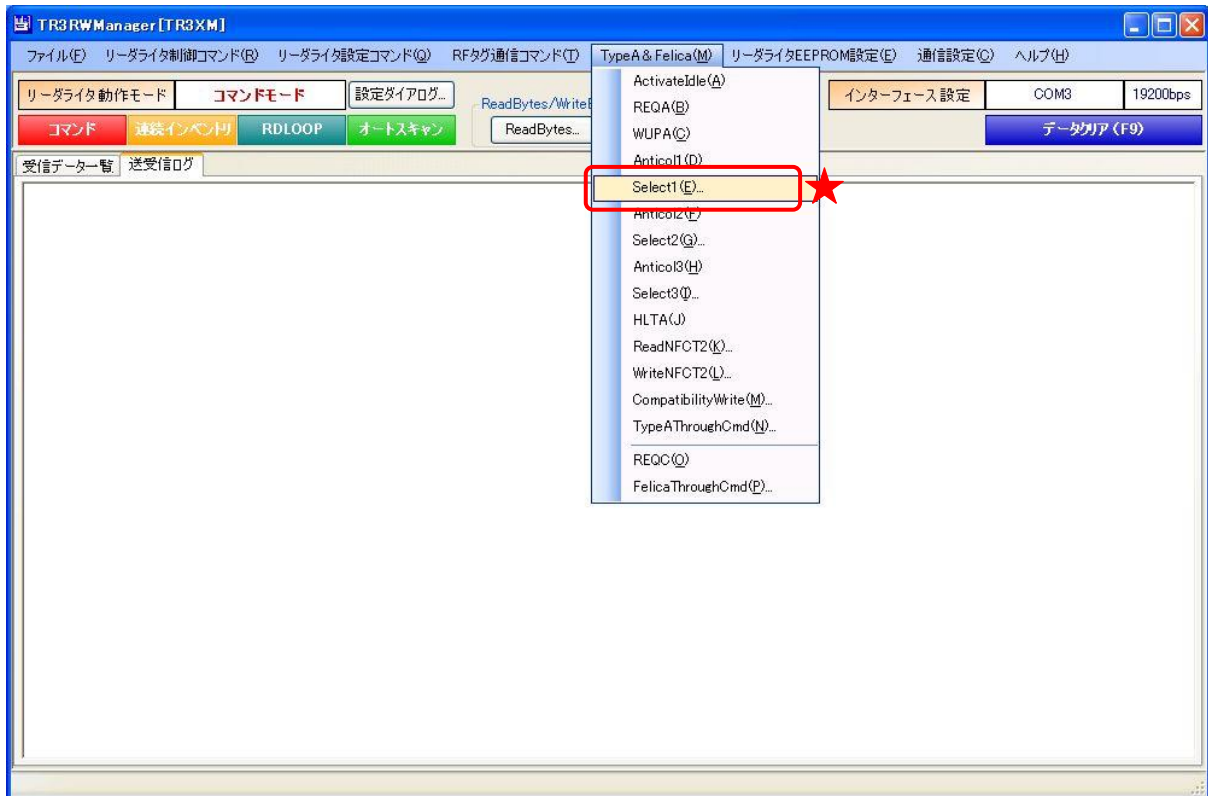 TR3RWManager[TR3XM]
ファイル(F) リーダライタ制御コマンド(R) リーダライタ設定コマンド(Q) RFタグ通信コマンド(T) TypeA&Felica(M) リーダライタEEPROM設定(E) 通信設定(C) ヘルプ(H)
リーダライタ動作モード コマンドモード 設定ダイアログ... ReadBytes/WriteB インターフェース設定 COM3 19200bps
コマンド 連続インベントリ RDLOOP オートスキャン ReadBytes... データクリア(F9)
受信データ一覧 送受信ログ
ActivateIdle(A)
REQA(B)
WUPA(C)
Anticol1(D)
Select1(E)...
Anticol2(F)
Select2(G)...
Anticol3(H)
Select3(I)...
HLTA(J)
ReadNFCT2(K)...
WriteNFCT2(L)...
CompatibilityWrite(M)...
TypeAThroughCmd(N)...
REQC(O)
FelicaThroughCmd(P)...